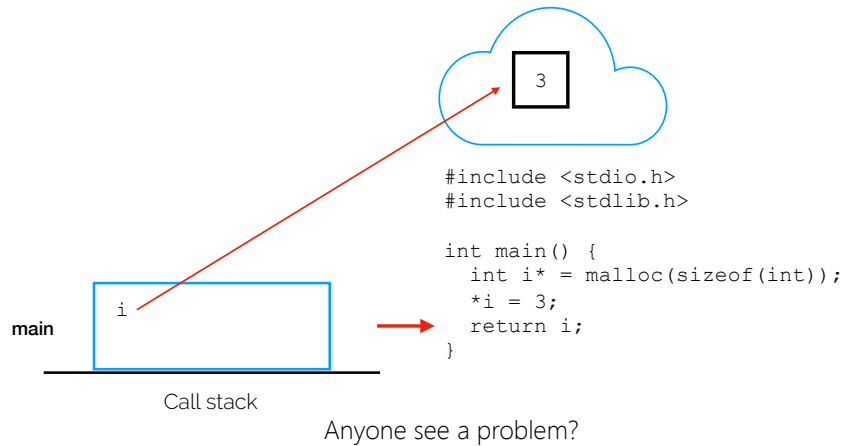 3
#include <stdio.h>
#include <stdlib.h>
int main() {
  int i* = malloc(sizeof(int));
  *i = 3;
  return i;
}
i
main
Call stack
Anyone see a problem?